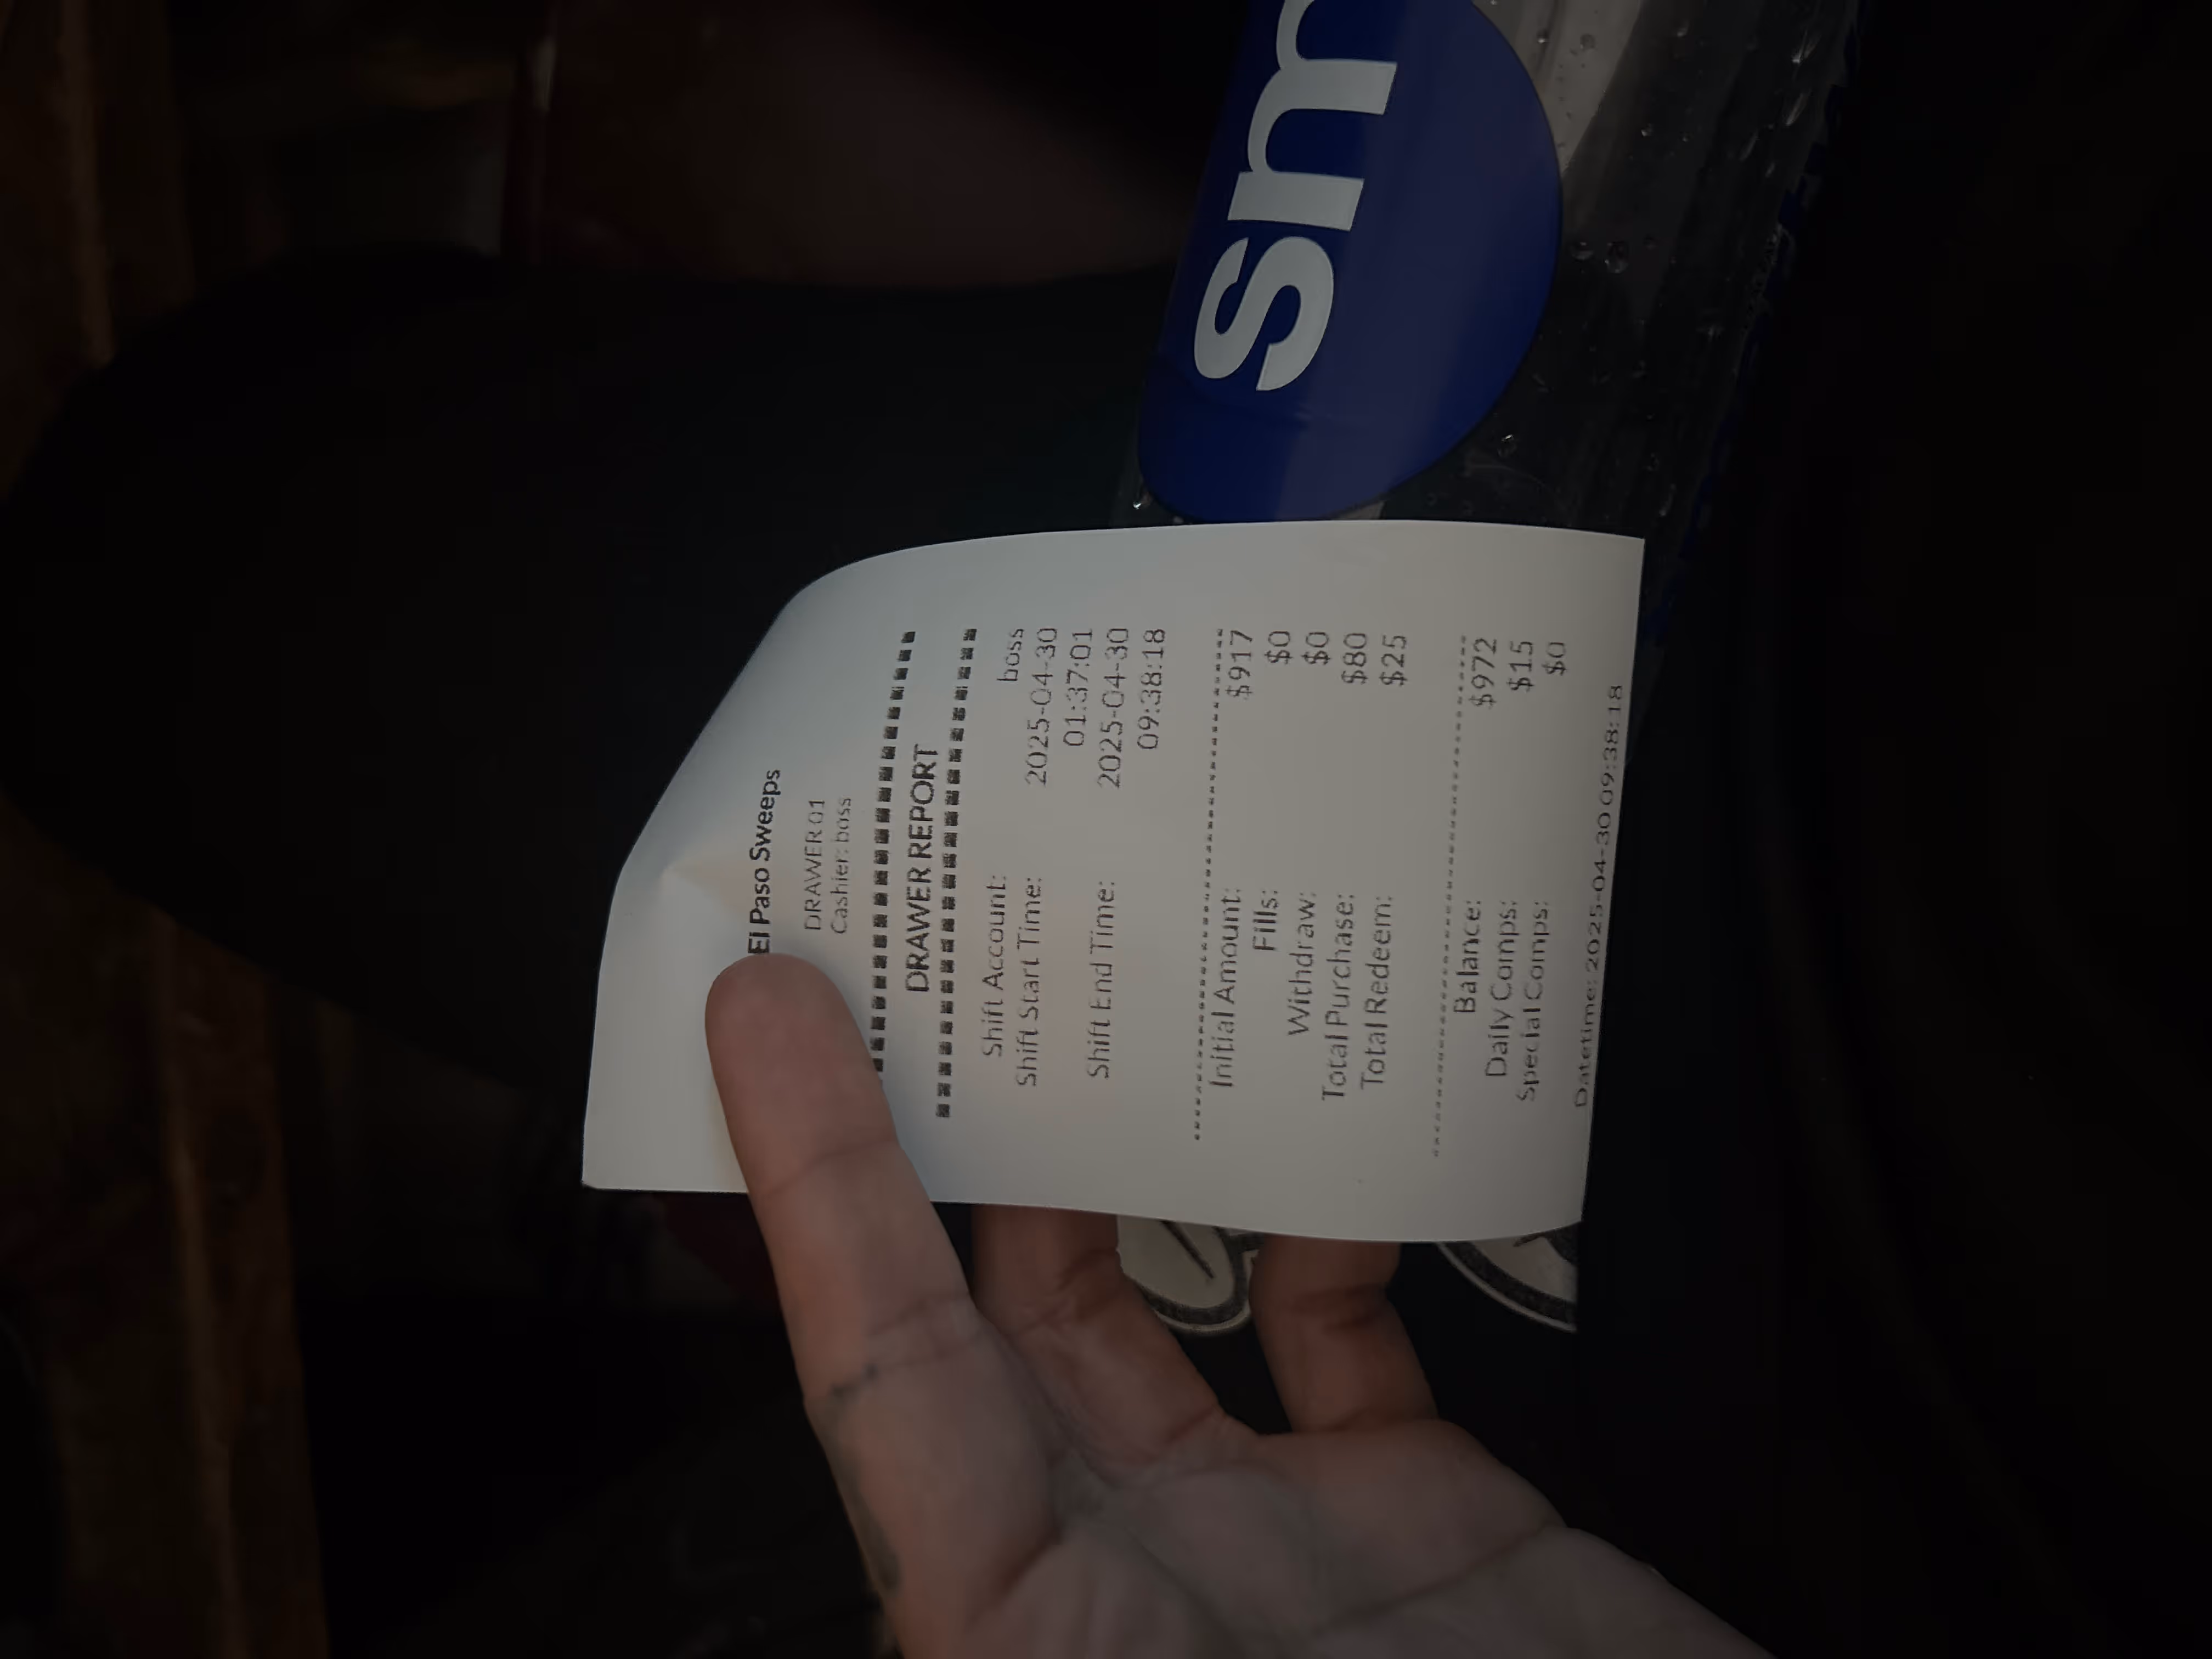 sm
El Paso Sweeps
DRAWER 01
Cashier: boss
DRAWER REPORT
Shift Account: boss
Shift Start Time: 2025-04-30
01:37:01
Shift End Time: 2025-04-30
09:38:18
Initial Amount: $917
Fills: $0
Withdraw: $0
Total Purchase: $80
Total Redeem: $25
Balance: $972
Daily Comps: $15
Special Comps: $0
Datetime: 2025-04-30 09:38:18